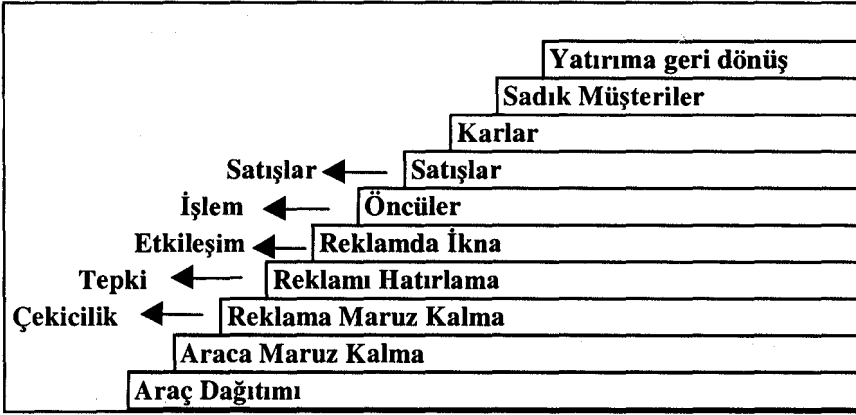 Yatırıma geri dönüş
Sadık Müşteriler
Karlar
Satışlar Satışlar
İşlem Öncüler
Etkileşim Reklamda İkna
Tepki Reklamı Hatırlama
Çekicilik Reklama Maruz Kalma
Araca Maruz Kalma
Araç Dağıtımı